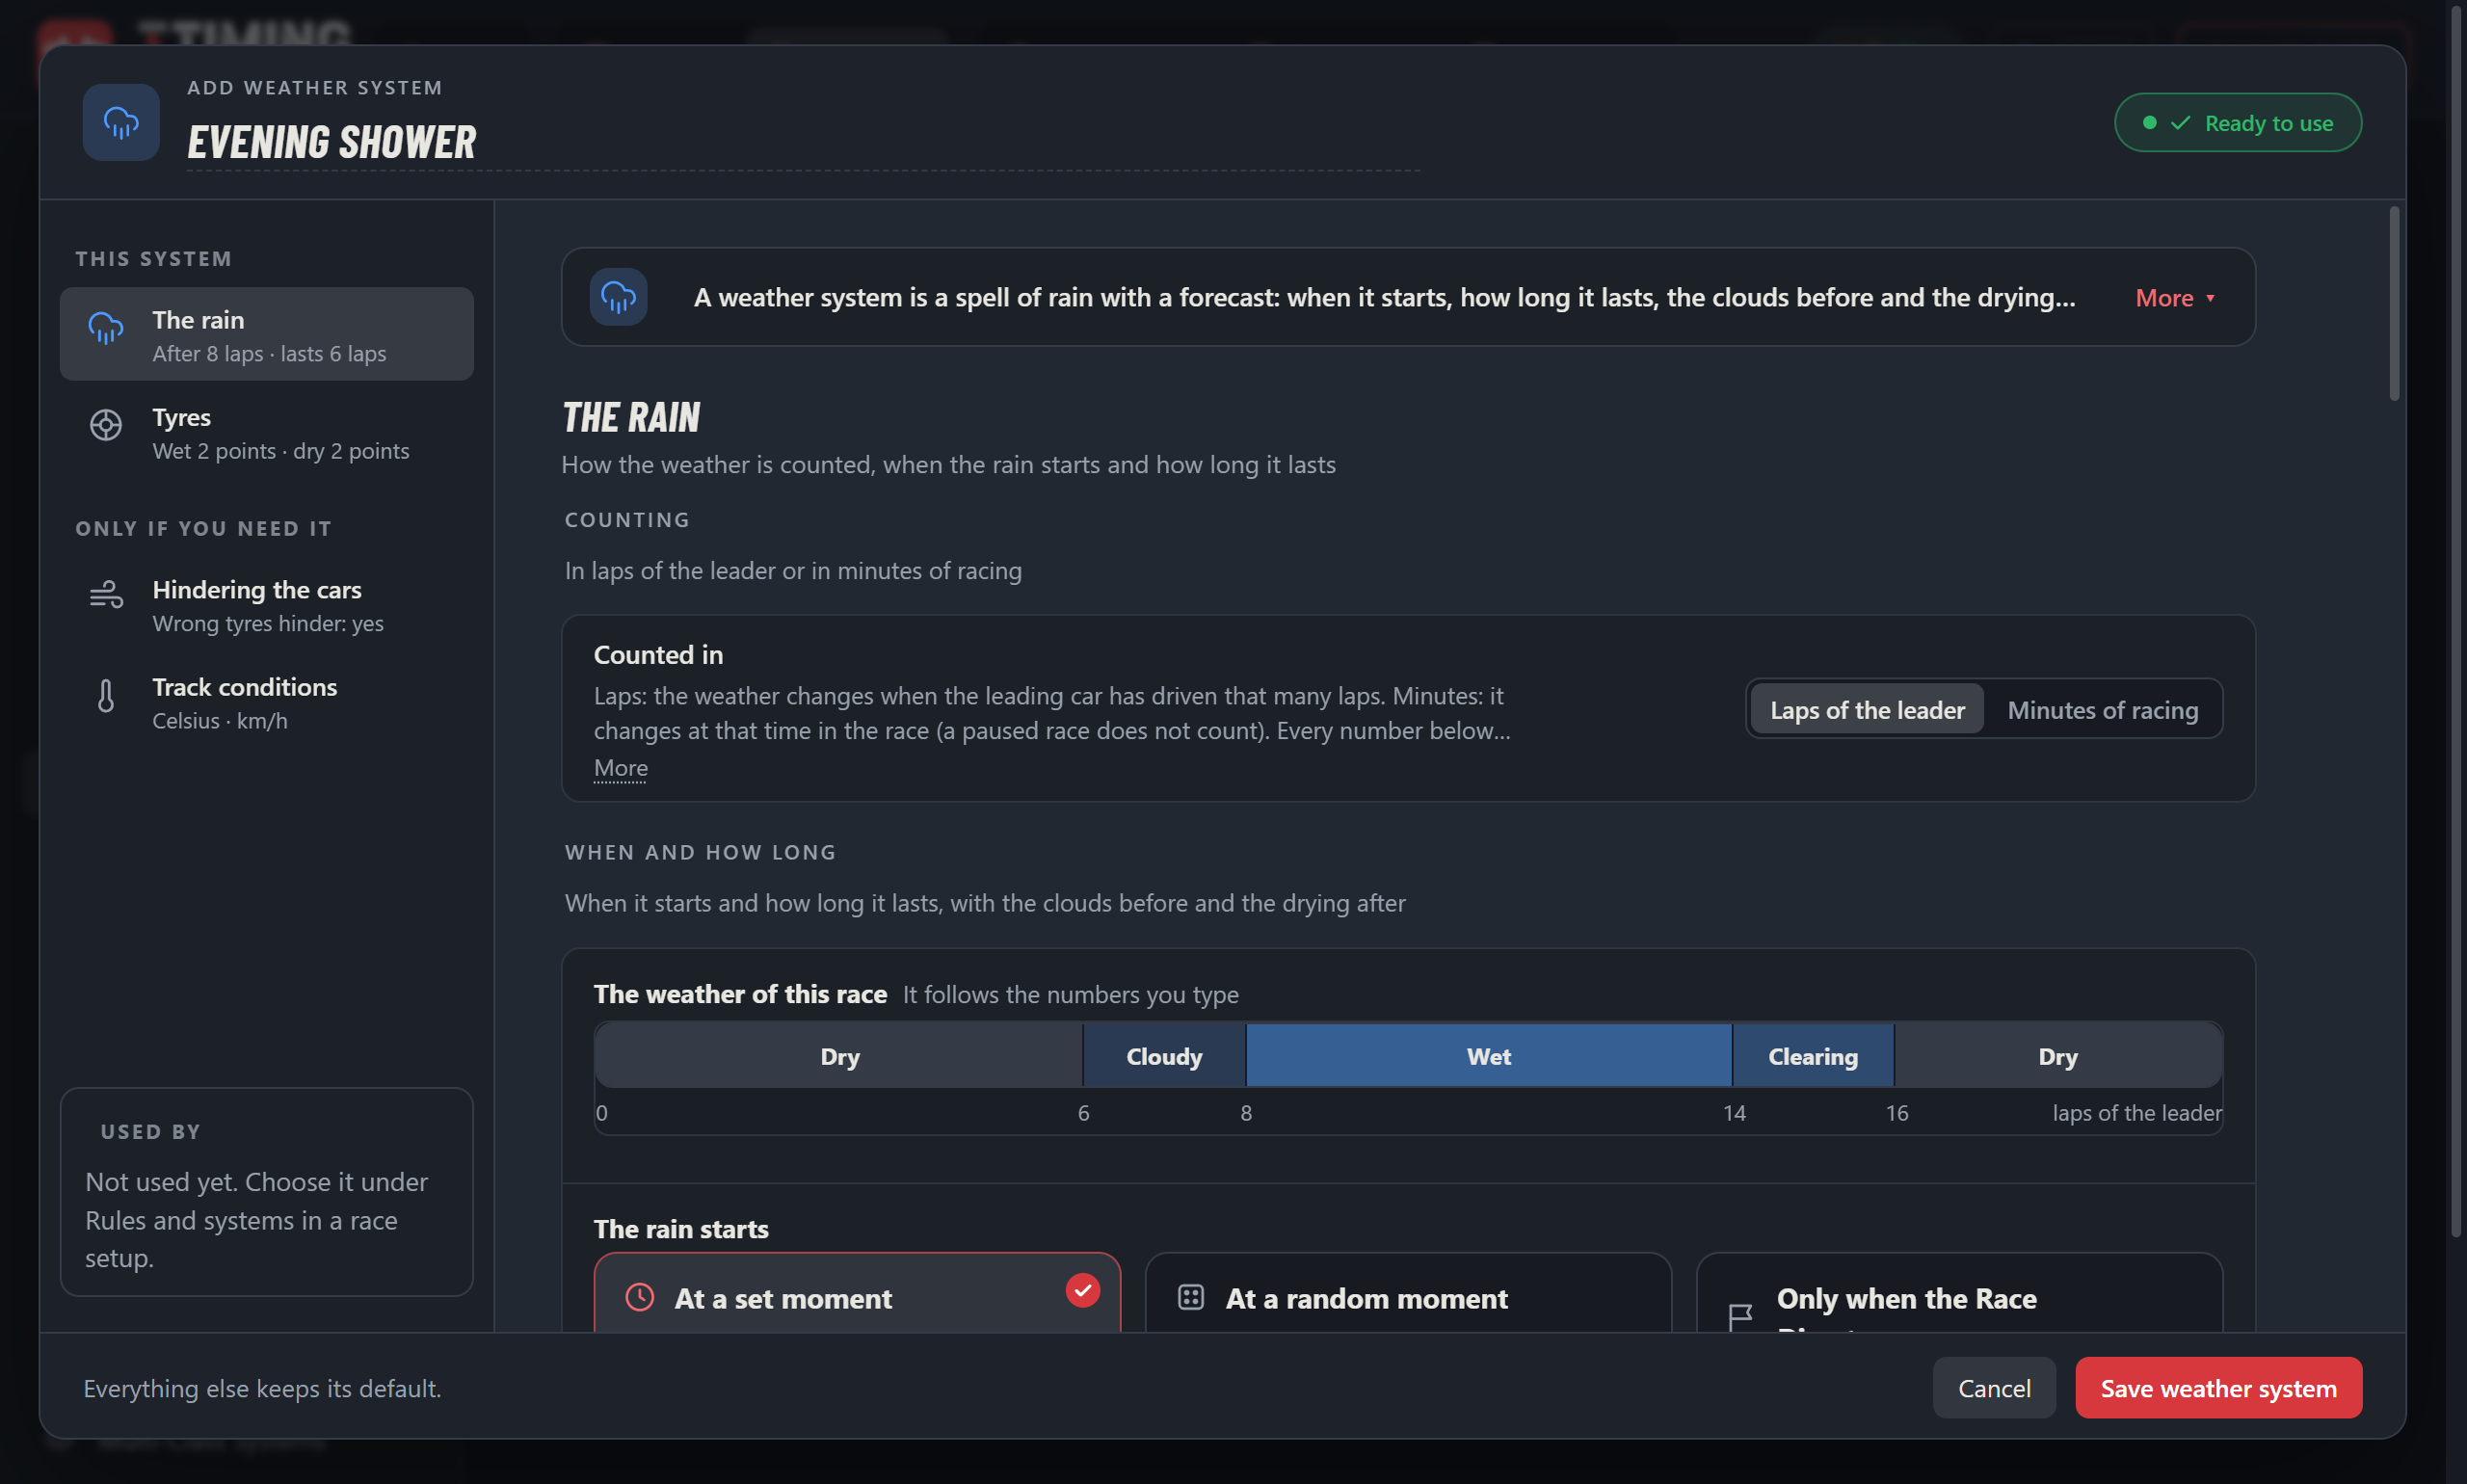 TIMING
ADD WEATHER SYSTEM
EVENING SHOWER
Ready to use
THIS SYSTEM
The rain
After 8 laps · lasts 6 laps
Tyres
Wet 2 points · dry 2 points
ONLY IF YOU NEED IT
Hindering the cars
Wrong tyres hinder: yes
Track conditions
Celsius · km/h
USED BY
Not used yet. Choose it under
Rules and systems in a race
setup.
A weather system is a spell of rain with a forecast: when it starts, how long it lasts, the clouds before and the drying...
More
THE RAIN
How the weather is counted, when the rain starts and how long it lasts
COUNTING
In laps of the leader or in minutes of racing
Counted in
Laps: the weather changes when the leading car has driven that many laps. Minutes: it
changes at that time in the race (a paused race does not count). Every number below...
More
Laps of the leader
Minutes of racing
WHEN AND HOW LONG
When it starts and how long it lasts, with the clouds before and the drying after
The weather of this race It follows the numbers you type
Dry Cloudy Wet Clearing Dry
0 6 8 14 16 laps of the leader
The rain starts
At a set moment
At a random moment
Only when the Race
Everything else keeps its default.
Cancel
Save weather system